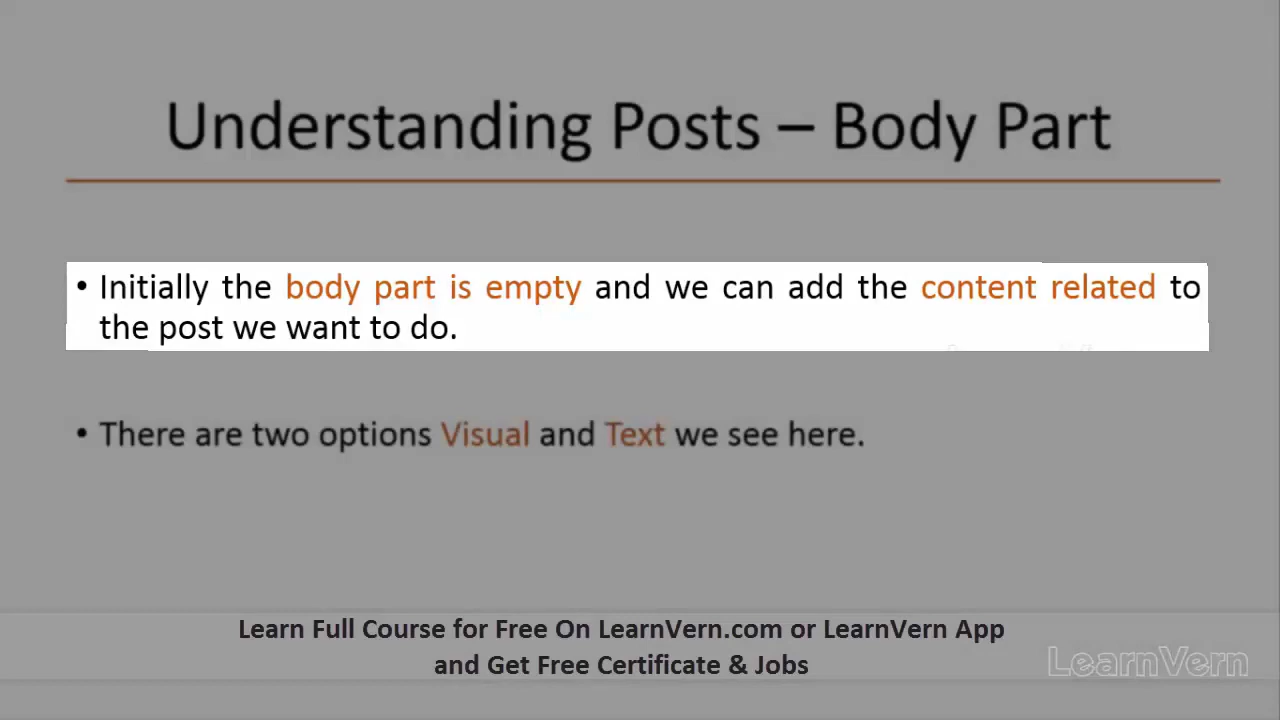 Understanding Posts – Body Part
• Initially the body part is empty and we can add the content related to
the post we want to do.
• There are two options Visual and Text we see here.
Learn Full Course for Free On LearnVern.com or LearnVern App
and Get Free Certificate & Jobs
LearnVern